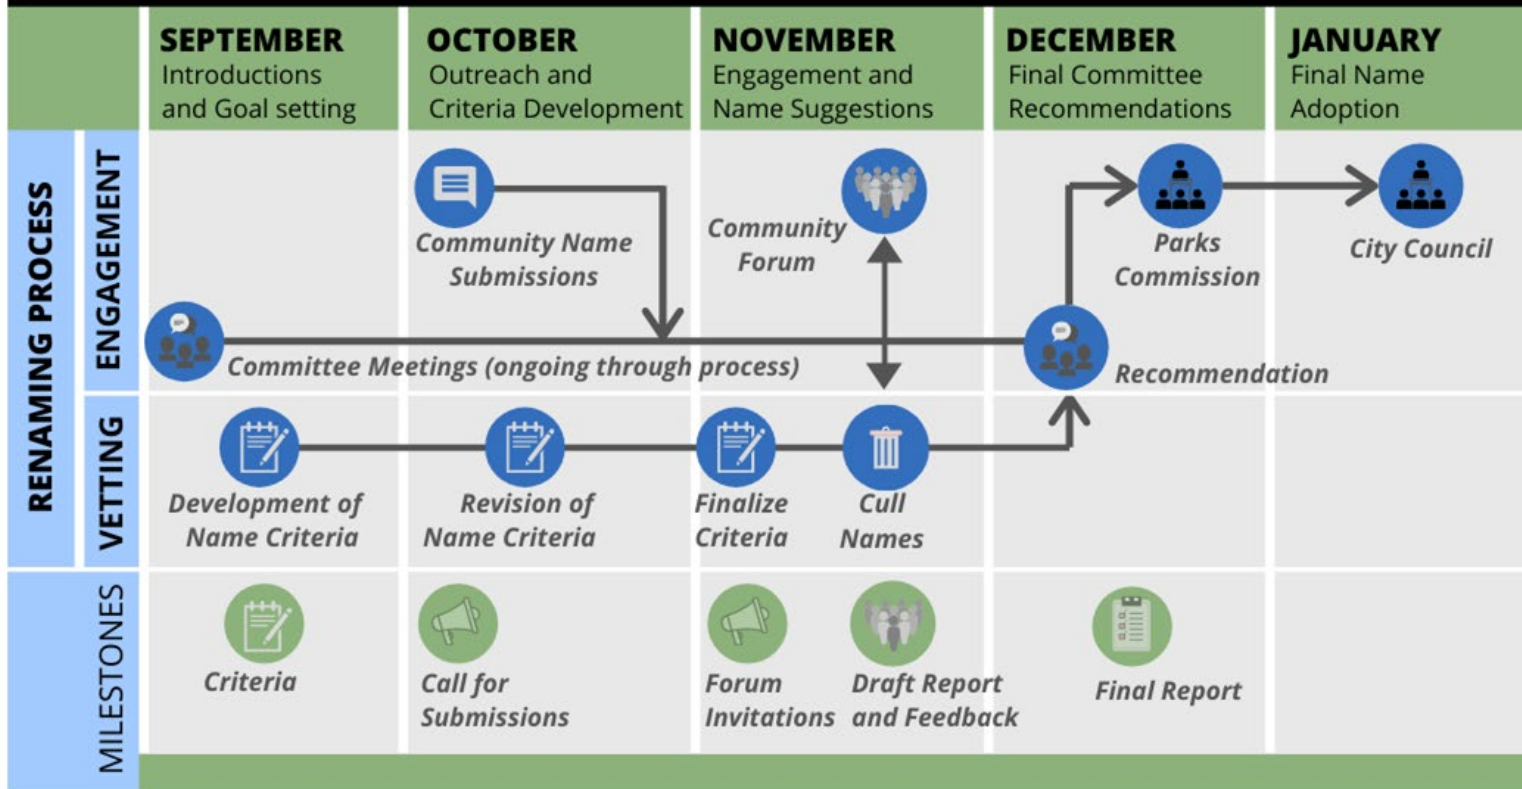 SEPTEMBER
Introductions
and Goal setting
OCTOBER
Outreach and
Criteria Development
NOVEMBER
Engagement and
Name Suggestions
DECEMBER
Final Committee
Recommendations
JANUARY
Final Name
Adoption
RENAMING PROCESS
ENGAGEMENT
Community Name
Submissions
Community
Forum
Parks
Commission
City Council
Committee Meetings (ongoing through process)
Recommendation
VETTING
Development of
Name Criteria
Revision of
Name Criteria
Finalize
Criteria
Cull
Names
MILESTONES
Criteria
Call for
Submissions
Forum
Invitations
Draft Report
and Feedback
Final Report